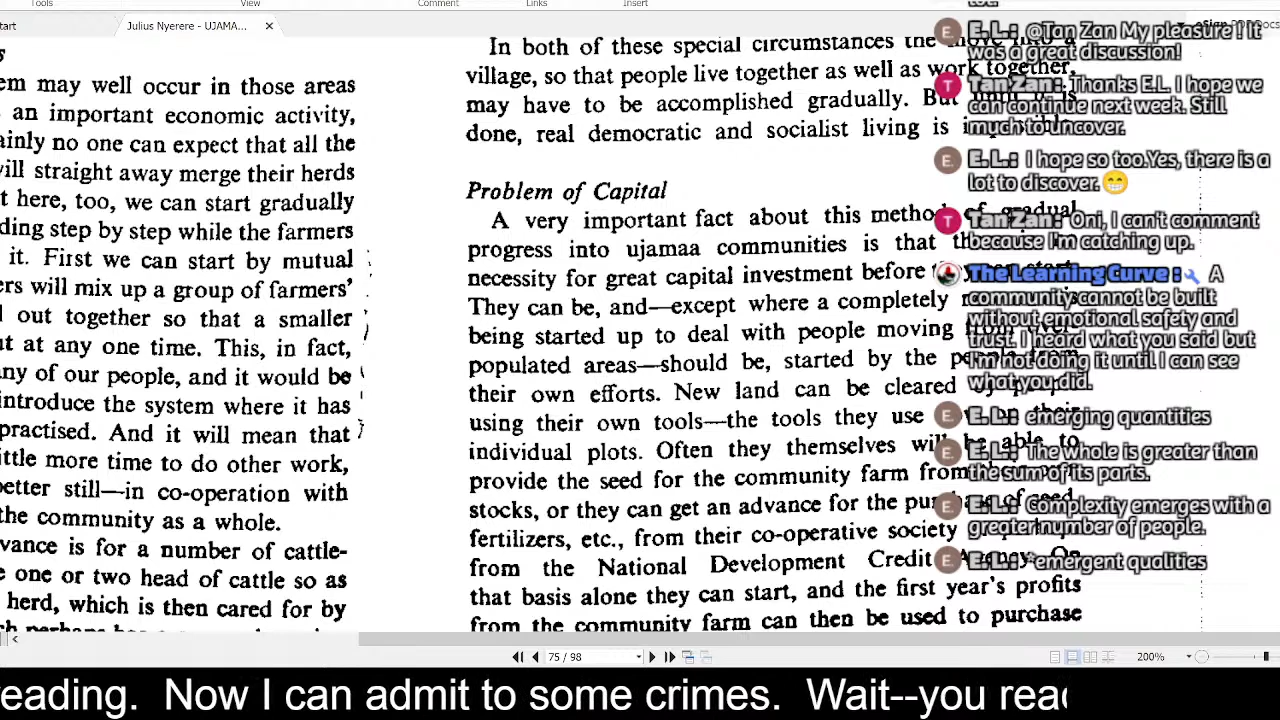 Tools
View
Comment
Links
Insert
tart
Julius Nyerere - UJAMA...
em may well occur in those areas
an important economic activity,
ainly no one can expect that all the
vill straight away merge their herds
t here, too, we can start gradually
ding step by step while the farmers
it. First we can start by mutual
ers will mix up a group of farmers'
l out together so that a smaller
ut at any one time. This, in fact,
any of our people, and it would be
introduce the system where it has
practised. And it will mean that
ittle more time to do other work,
better still—in co-operation with
the community as a whole.
vance is for a number of cattle-
e one or two head of cattle so as
herd, which is then cared for by
In both of these special circumstances the move into a
village, so that people live together as well as work together,
may have to be accomplished gradually. But until it is
done, real democratic and socialist living is
Problem of Capital
A very important fact about this method of gradual
progress into ujamaa communities is that
necessity for great capital investment before
They can be, and—except where a completely
being started up to deal with people moving from over-
populated areas—should be, started by the people from
their own efforts. New land can be cleared
using their own tools—the tools they use on their
individual plots. Often they themselves will be able to
provide the seed for the community farm from
stocks, or they can get an advance for the purchase of seed
fertilizers, etc., from their co-operative society
from the National Development Credit Agency. On
that basis alone they can start, and the first year's profits
from the community farm can then be used to purchase
E. L.: @Tan Zan My pleasure ! It
was a great discussion!
Tan Zan: Thanks E.L. I hope we
can continue next week. Still
much to uncover.
E. L.: I hope so too.Yes, there is a
lot to discover.😁
Tan Zan: Oni, I can't comment
because I'm catching up.
The Learning Curve : A
community cannot be built
without emotional safety and
trust. I heard what you said but
I'm not doing it until I can see
what you did.
E. L.: emerging quantities
E. L.: The whole is greater than
the sum of its parts.
E. L.: Complexity emerges with a
greater number of people.
E. L.: *emergent qualities
75 / 98
200%
eading. Now I can admit to some crimes. Wait--you read